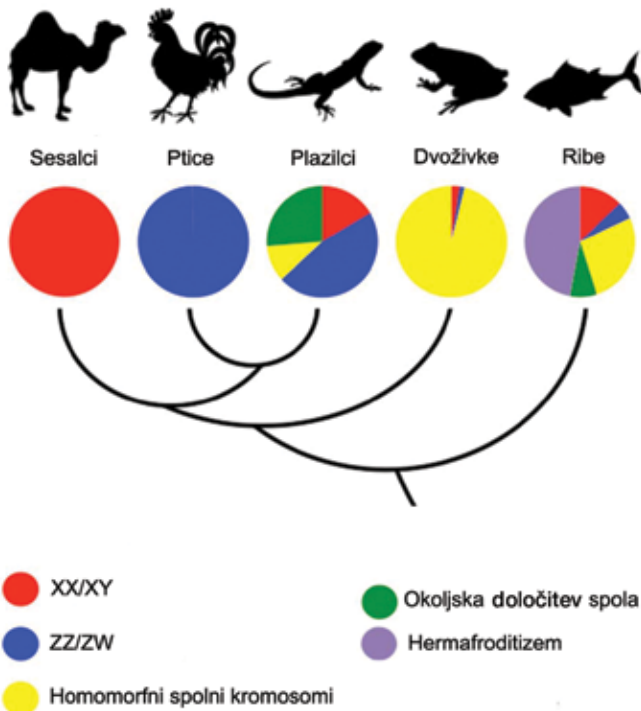 Sesalci Ptice Plazilci Dvoživke Ribe
XX/XY
ZZ/ZW
Homomorfni spolni kromosomi
Okoljska določitev spola
Hermafroditizem